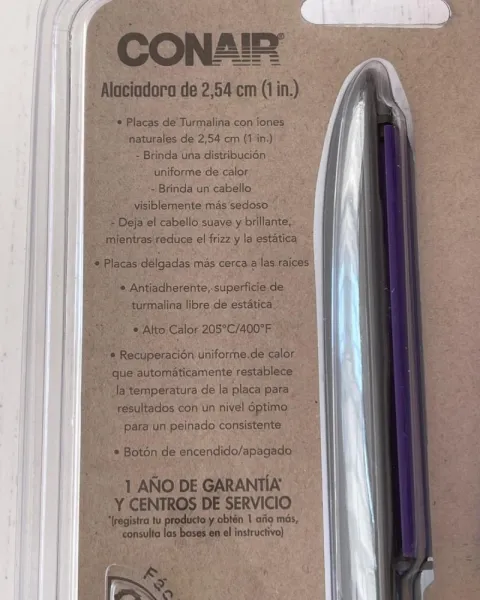 CONAIR®
Alaciadora de 2,54 cm (1 in.)
• Placas de Turmalina con iones
naturales de 2,54 cm (1 in.)
- Brinda una distribución
uniforme de calor
- Brinda un cabello
visiblemente más sedoso
- Deja el cabello suave y brillante,
mientras reduce el frizz y la estática
• Placas delgadas más cerca a las raíces
• Antiadherente, superficie de
turmalina libre de estática
• Alto Calor 205°C/400°F
• Recuperación uniforme de calor
que automáticamente restablece
la temperatura de la placa para
resultados con un nivel óptimo
para un peinado consistente
• Botón de encendido/apagado
1 AÑO DE GARANTÍA*
Y CENTROS DE SERVICIO
*(registra tu producto y obtén 1 año más,
consulta las bases en el instructivo)
Fác